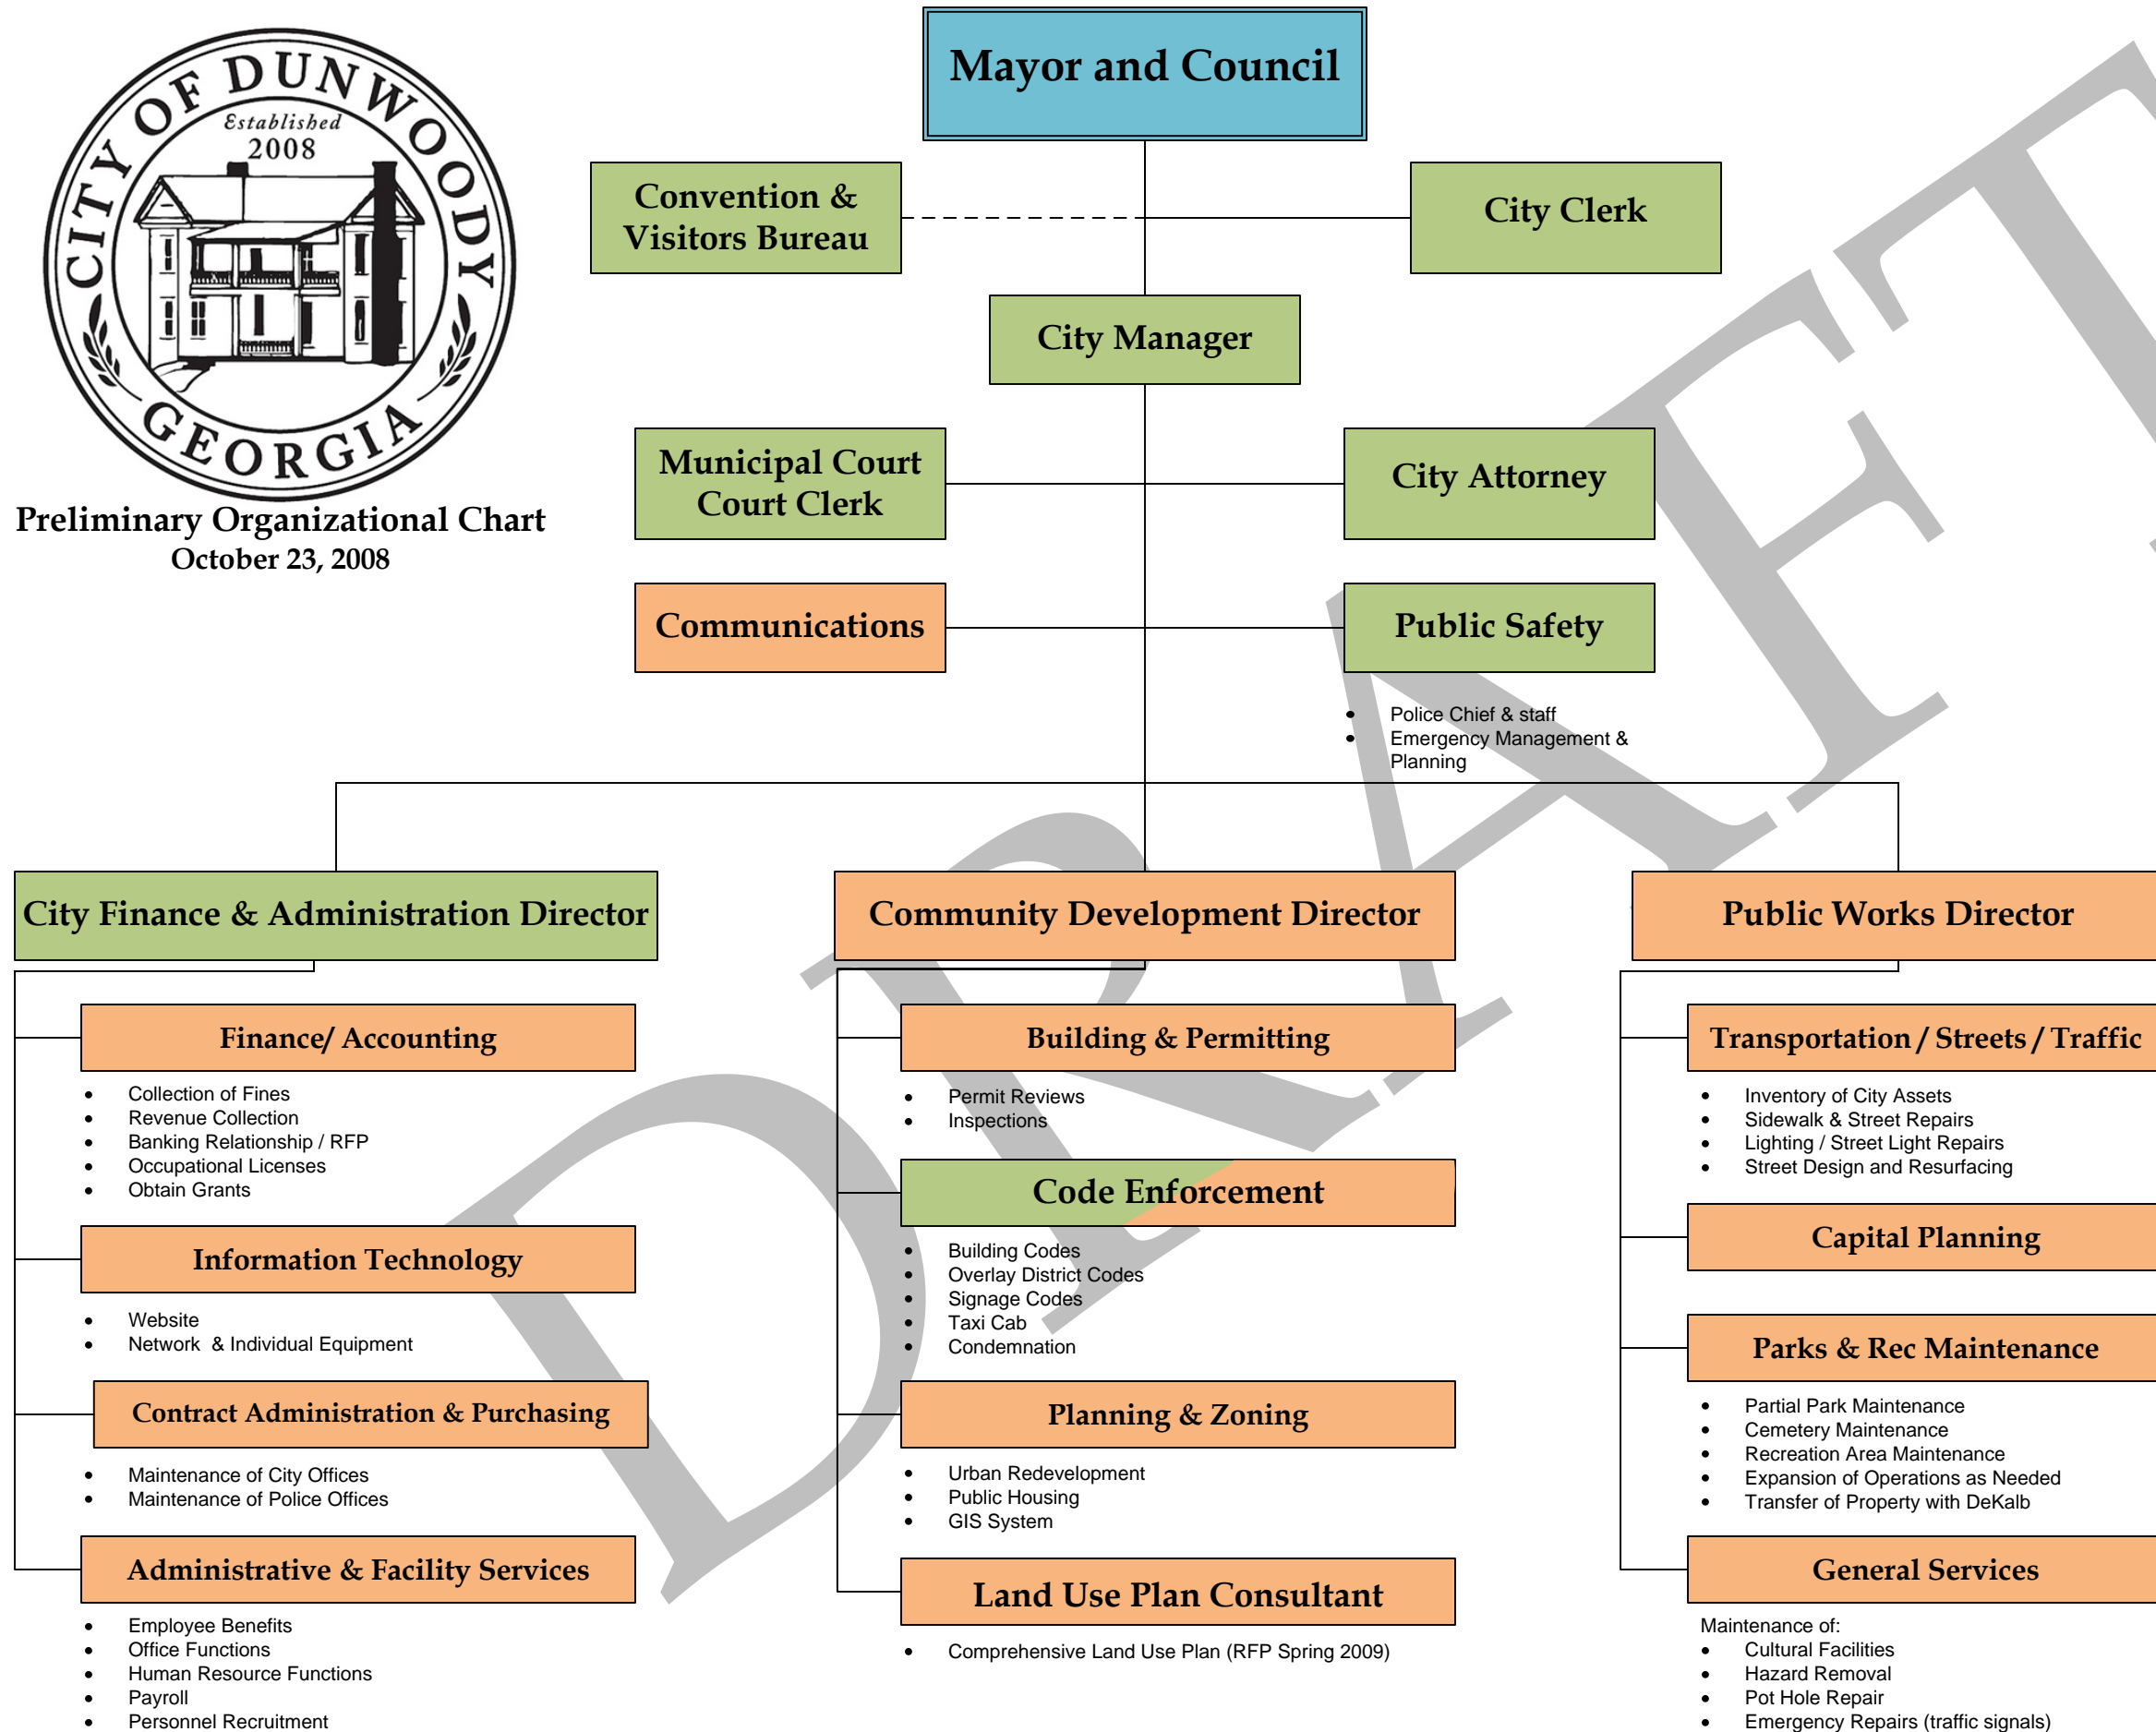 CITY OF DUNWOODY
Established
2008
GEORGIA
Preliminary Organizational Chart
October 23, 2008
DRAFT
Mayor and Council
Convention &
Visitors Bureau
City Clerk
City Manager
Municipal Court
Court Clerk
City Attorney
Communications
Public Safety
• Police Chief & staff
• Emergency Management &
Planning
City Finance & Administration Director
Finance/ Accounting
• Collection of Fines
• Revenue Collection
• Banking Relationship / RFP
• Occupational Licenses
• Obtain Grants
Information Technology
• Website
• Network & Individual Equipment
Contract Administration & Purchasing
• Maintenance of City Offices
• Maintenance of Police Offices
Administrative & Facility Services
• Employee Benefits
• Office Functions
• Human Resource Functions
• Payroll
• Personnel Recruitment
Community Development Director
Building & Permitting
• Permit Reviews
• Inspections
Code Enforcement
• Building Codes
• Overlay District Codes
• Signage Codes
• Taxi Cab
• Condemnation
Planning & Zoning
• Urban Redevelopment
• Public Housing
• GIS System
Land Use Plan Consultant
• Comprehensive Land Use Plan (RFP Spring 2009)
Public Works Director
Transportation / Streets / Traffic
• Inventory of City Assets
• Sidewalk & Street Repairs
• Lighting / Street Light Repairs
• Street Design and Resurfacing
Capital Planning
Parks & Rec Maintenance
• Partial Park Maintenance
• Cemetery Maintenance
• Recreation Area Maintenance
• Expansion of Operations as Needed
• Transfer of Property with DeKalb
General Services
Maintenance of:
• Cultural Facilities
• Hazard Removal
• Pot Hole Repair
• Emergency Repairs (traffic signals)